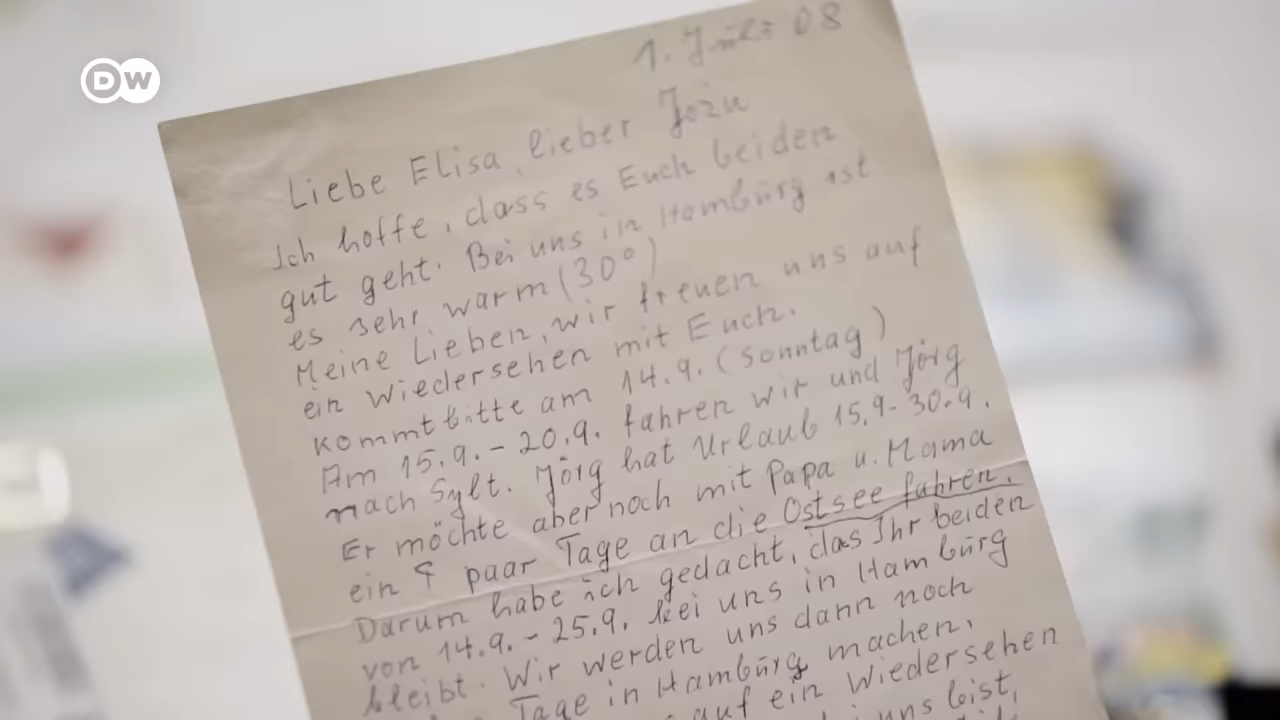 DW
1. Juli 08
Liebe Elisa, lieber Jörn
Ich hoffe, dass es Euch beiden
gut geht. Bei uns in Hamburg ist
es sehr warm (30°)
Meine Lieben, wir freuen uns auf
ein Wiedersehen mit Euch.
kommt bitte am 14.9. (Sonntag)
Am 15.9. - 20.9. fahren wir und Jörg
nach Sylt. Jörg hat Urlaub 15.9 - 30.9.
Er möchte aber noch mit Papa u. Mama
ein paar Tage an die Ostsee fahren.
Darum habe ich gedacht, das Ihr beiden
von 14.9. - 25.9. bei uns in Hamburg
bleibt. Wir werden uns dann noch
Tage in Hamburg machen.
auf ein Wiedersehen
uns bist,